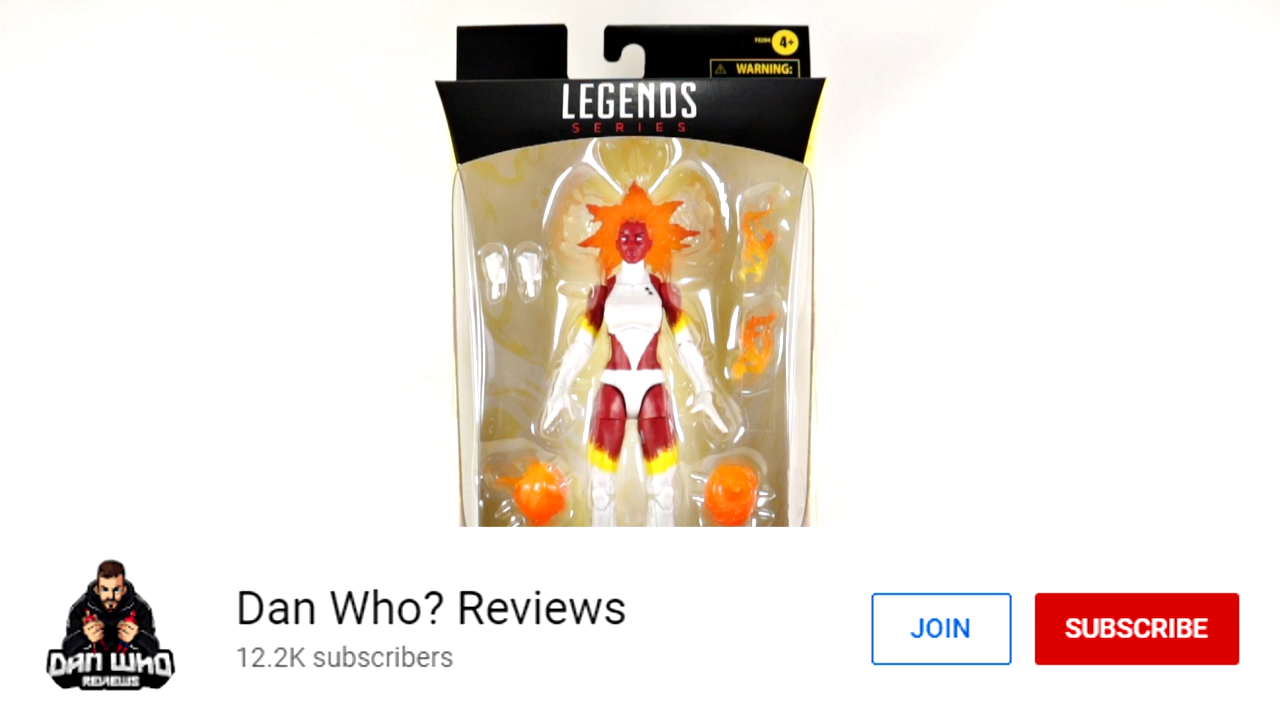 4+
WARNING:
LEGENDS
SERIES
DAN WHO
REVIEWS
Dan Who? Reviews
12.2K subscribers
JOIN
SUBSCRIBE